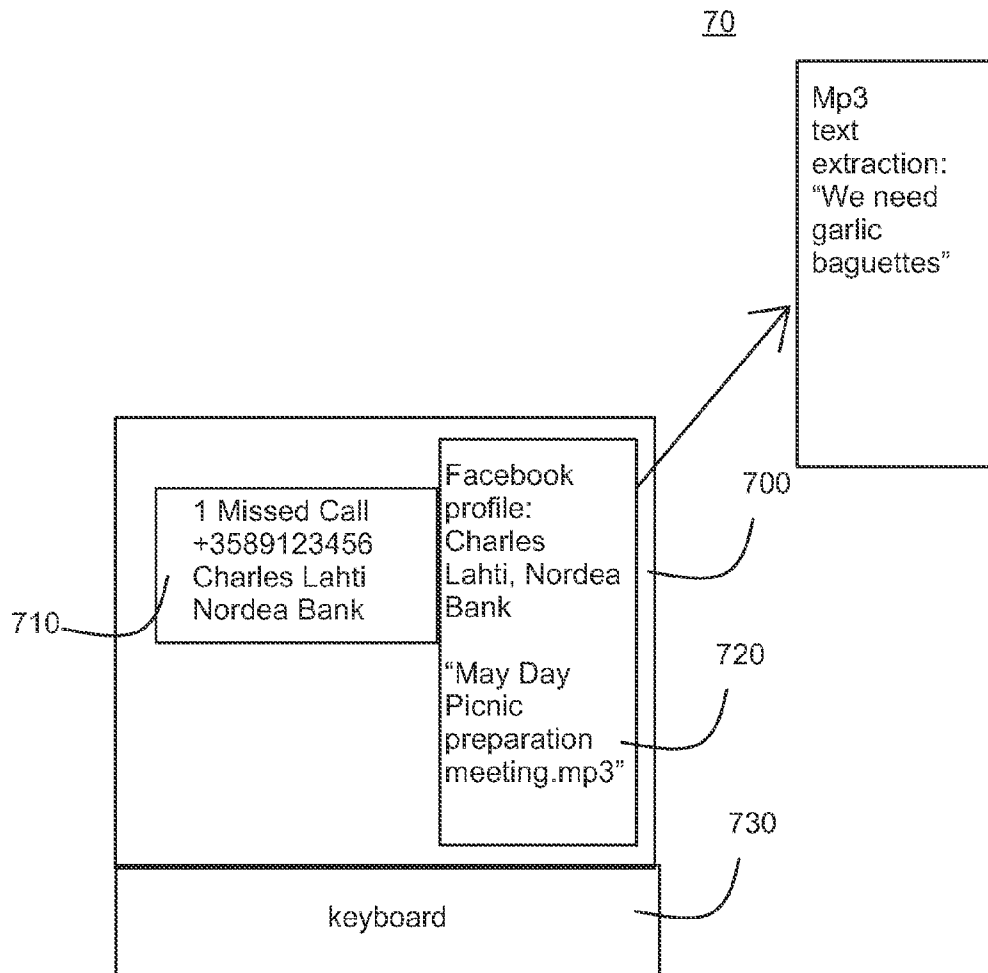 70
Mp3
text
extraction:
“We need
garlic
baguettes”
700
Facebook
profile:
Charles
Lahti, Nordea
Bank
“May Day
Picnic
preparation
meeting.mp3”
1 Missed Call
+3589123456
Charles Lahti
Nordea Bank
710
720
730
keyboard